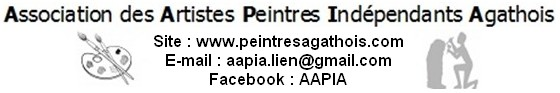 Association des Artistes Peintres Indépendants Agathois
Site : www.peintresagathois.com
E-mail : aapia.lien@gmail.com
Facebook : AAPIA